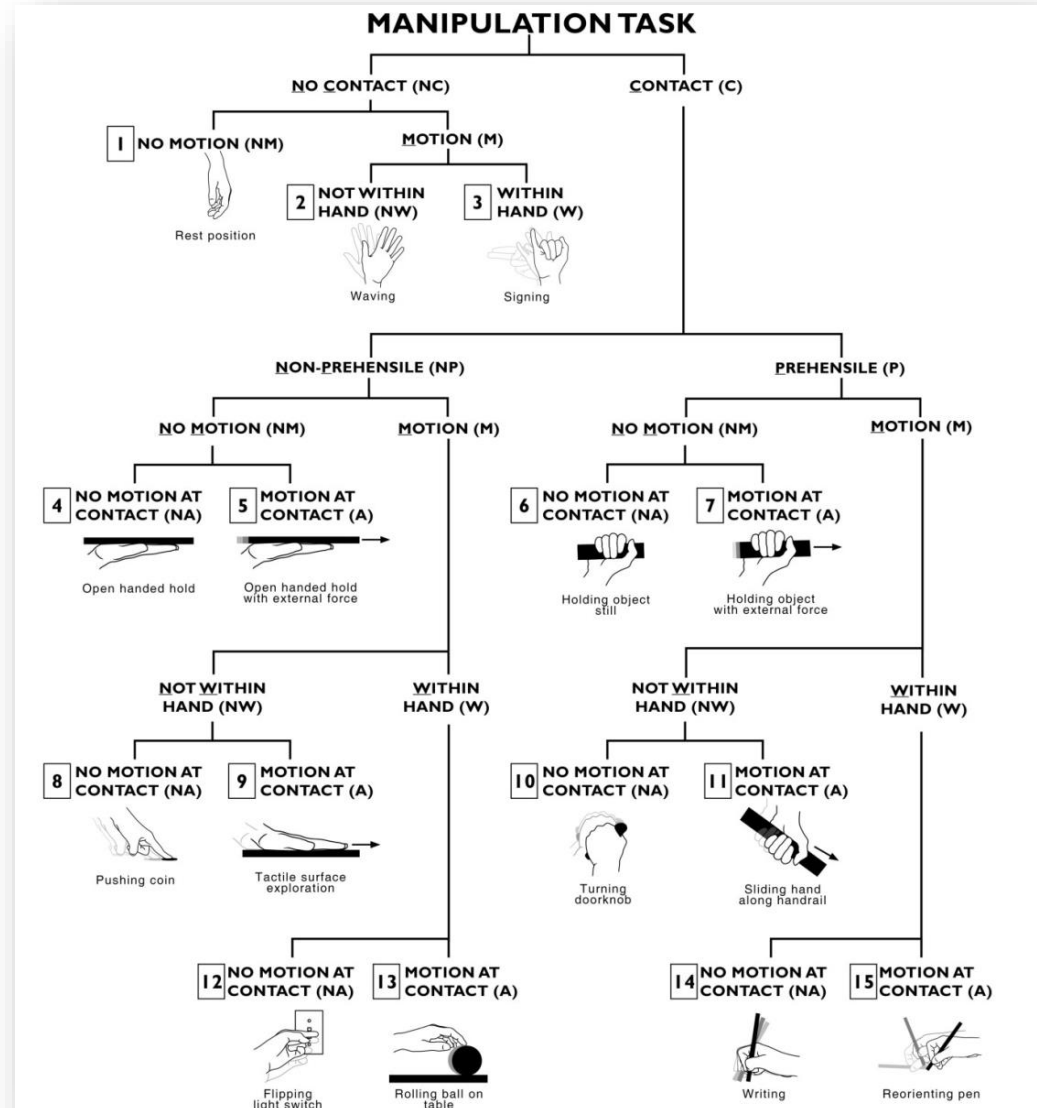 MANIPULATION TASK
NO CONTACT (NC)
CONTACT (C)
1 NO MOTION (NM)
MOTION (M)
Rest position
2 NOT WITHIN
HAND (NW)
3 WITHIN
HAND (W)
Waving
Signing
NON-PREHENSILE (NP)
PREHENSILE (P)
NO MOTION (NM)
MOTION (M)
NO MOTION (NM)
MOTION (M)
4 NO MOTION AT
CONTACT (NA)
5 MOTION AT
CONTACT (A)
6 NO MOTION AT
CONTACT (NA)
7 MOTION AT
CONTACT (A)
Open handed hold
Open handed hold
with external force
Holding object
still
Holding object
with external force
NOT WITHIN
HAND (NW)
WITHIN
HAND (W)
NOT WITHIN
HAND (NW)
WITHIN
HAND (W)
8 NO MOTION AT
CONTACT (NA)
9 MOTION AT
CONTACT (A)
10 NO MOTION AT
CONTACT (NA)
11 MOTION AT
CONTACT (A)
Pushing coin
Tactile surface
exploration
Turning
doorknob
Sliding hand
along handrail
12 NO MOTION AT
CONTACT (NA)
13 MOTION AT
CONTACT (A)
14 NO MOTION AT
CONTACT (NA)
15 MOTION AT
CONTACT (A)
Flipping
light switch
Rolling ball on
table
Writing
Reorienting pen